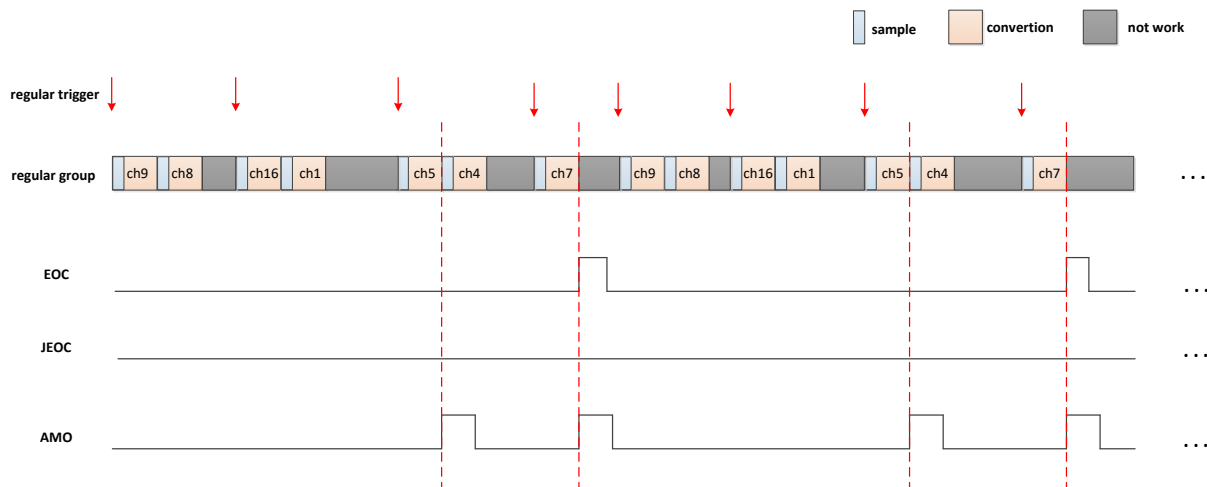 sample convertion not work
regular trigger
regular group ch9 ch8 ch16 ch1 ch5 ch4 ch7 ch9 ch8 ch16 ch1 ch5 ch4 ch7 ...
EOC ...
JEOC ...
AMO ...